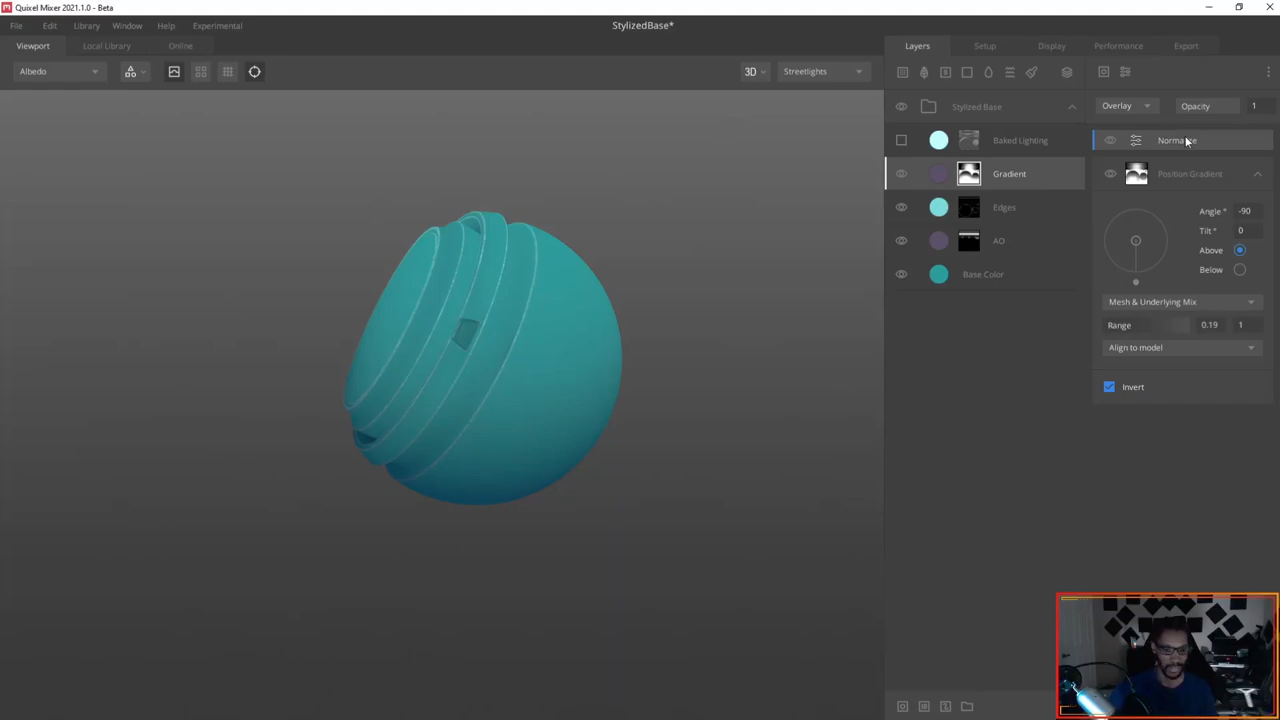 Quixel Mixer 2021.1.0 - Beta
File Edit Library Window Help Experimental
StylizedBase*
Viewport Local Library Online
Layers Setup Display Performance Export
Albedo
3D
Streetlights
Stylized Base
Overlay
Opacity 1
Baked Lighting
Normalize
Gradient
Position Gradient
Edges
Angle ° -90
Tilt ° 0
AO
Above
Below
Base Color
Mesh & Underlying Mix
Range 0.19 1
Align to model
Invert